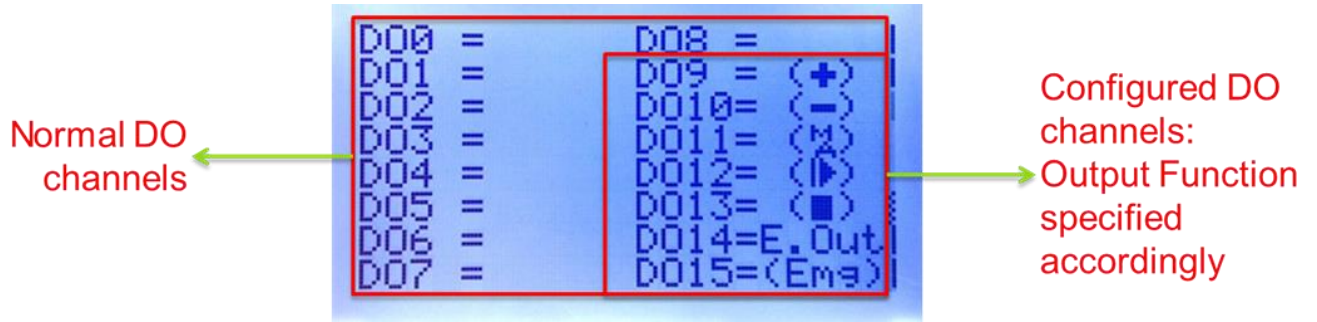 Normal DO
channels
DO0 = DO8 =
DO1 = DO9 = (+)
DO2 = DO10= (-)
DO3 = DO11= (M/A)
DO4 = DO12= (|▶)
DO5 = DO13= (■)
DO6 = DO14=E.Out
DO7 = DO15=(Emg)
Configured DO
channels:
Output Function
specified
accordingly